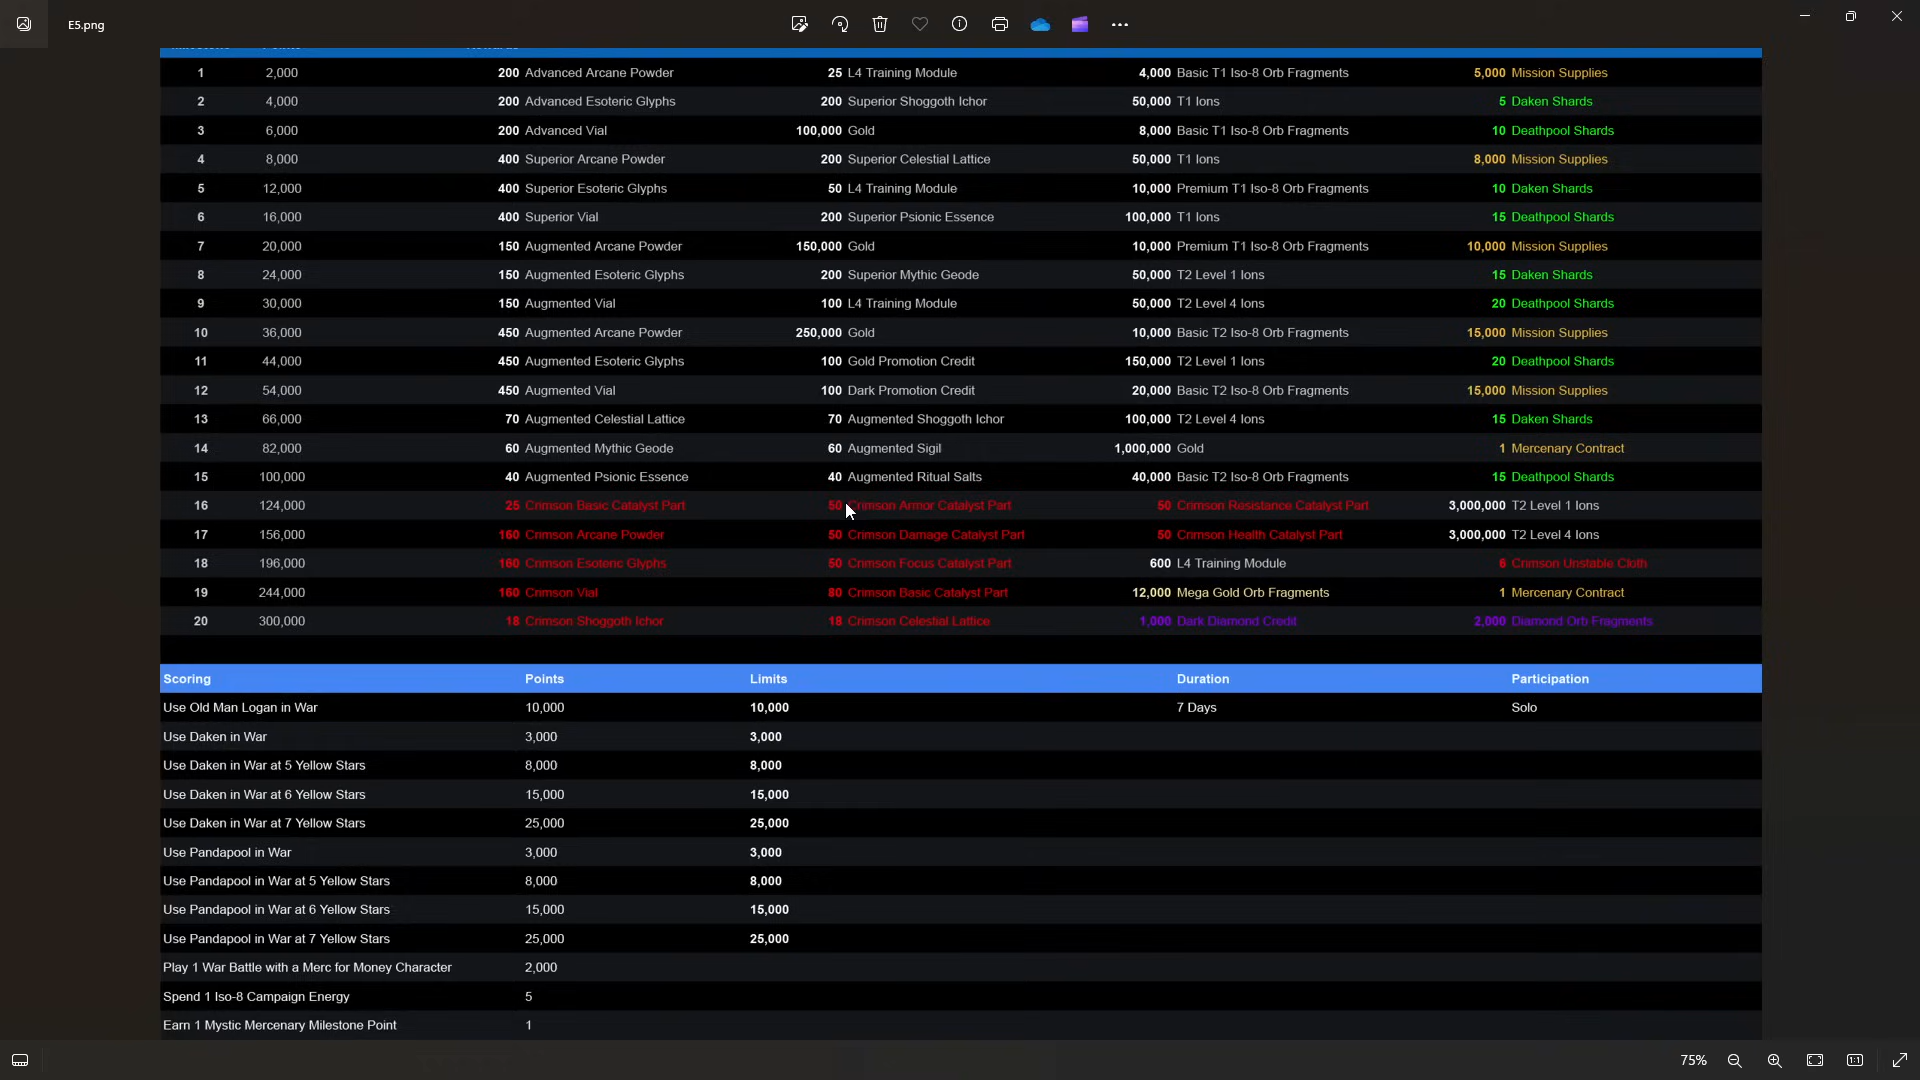 E5.png
1 2,000 200 Advanced Arcane Powder 25 L4 Training Module 4,000 Basic T1 Iso-8 Orb Fragments 5,000 Mission Supplies
2 4,000 200 Advanced Esoteric Glyphs 200 Superior Shoggoth Ichor 50,000 T1 Ions 5 Daken Shards
3 6,000 200 Advanced Vial 100,000 Gold 8,000 Basic T1 Iso-8 Orb Fragments 10 Deathpool Shards
4 8,000 400 Superior Arcane Powder 200 Superior Celestial Lattice 50,000 T1 Ions 8,000 Mission Supplies
5 12,000 400 Superior Esoteric Glyphs 50 L4 Training Module 10,000 Premium T1 Iso-8 Orb Fragments 10 Daken Shards
6 16,000 400 Superior Vial 200 Superior Psionic Essence 100,000 T1 Ions 15 Deathpool Shards
7 20,000 150 Augmented Arcane Powder 150,000 Gold 10,000 Premium T1 Iso-8 Orb Fragments 10,000 Mission Supplies
8 24,000 150 Augmented Esoteric Glyphs 200 Superior Mythic Geode 50,000 T2 Level 1 Ions 15 Daken Shards
9 30,000 150 Augmented Vial 100 L4 Training Module 50,000 T2 Level 4 Ions 20 Deathpool Shards
10 36,000 450 Augmented Arcane Powder 250,000 Gold 10,000 Basic T2 Iso-8 Orb Fragments 15,000 Mission Supplies
11 44,000 450 Augmented Esoteric Glyphs 100 Gold Promotion Credit 150,000 T2 Level 1 Ions 20 Deathpool Shards
12 54,000 450 Augmented Vial 100 Dark Promotion Credit 20,000 Basic T2 Iso-8 Orb Fragments 15,000 Mission Supplies
13 66,000 70 Augmented Celestial Lattice 70 Augmented Shoggoth Ichor 100,000 T2 Level 4 Ions 15 Daken Shards
14 82,000 60 Augmented Mythic Geode 60 Augmented Sigil 1,000,000 Gold 1 Mercenary Contract
15 100,000 40 Augmented Psionic Essence 40 Augmented Ritual Salts 40,000 Basic T2 Iso-8 Orb Fragments 15 Deathpool Shards
16 124,000 25 Crimson Basic Catalyst Part 50 Crimson Armor Catalyst Part 50 Crimson Resistance Catalyst Part 3,000,000 T2 Level 1 Ions
17 156,000 160 Crimson Arcane Powder 50 Crimson Damage Catalyst Part 50 Crimson Health Catalyst Part 3,000,000 T2 Level 4 Ions
18 196,000 160 Crimson Esoteric Glyphs 50 Crimson Focus Catalyst Part 600 L4 Training Module 6 Crimson Unstable Cloth
19 244,000 160 Crimson Vial 80 Crimson Basic Catalyst Part 12,000 Mega Gold Orb Fragments 1 Mercenary Contract
20 300,000 18 Crimson Shoggoth Ichor 18 Crimson Celestial Lattice 1,000 Dark Diamond Credit 2,000 Diamond Orb Fragments
Scoring Points Limits Duration Participation
Use Old Man Logan in War 10,000 10,000 7 Days Solo
Use Daken in War 3,000 3,000
Use Daken in War at 5 Yellow Stars 8,000 8,000
Use Daken in War at 6 Yellow Stars 15,000 15,000
Use Daken in War at 7 Yellow Stars 25,000 25,000
Use Pandapool in War 3,000 3,000
Use Pandapool in War at 5 Yellow Stars 8,000 8,000
Use Pandapool in War at 6 Yellow Stars 15,000 15,000
Use Pandapool in War at 7 Yellow Stars 25,000 25,000
Play 1 War Battle with a Merc for Money Character 2,000
Spend 1 Iso-8 Campaign Energy 5
Earn 1 Mystic Mercenary Milestone Point 1
75%